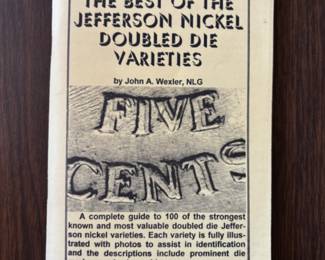 THE BEST OF THE
JEFFERSON NICKEL
DOUBLED DIE
VARIETIES
by John A. Wexler, NLG
FIVE
CENTS
A complete guide to 100 of the strongest
known and most valuable doubled die Jeffer-
son nickel varieties. Each variety is fully illus-
trated with photos to assist in identification
and the descriptions include prominent die